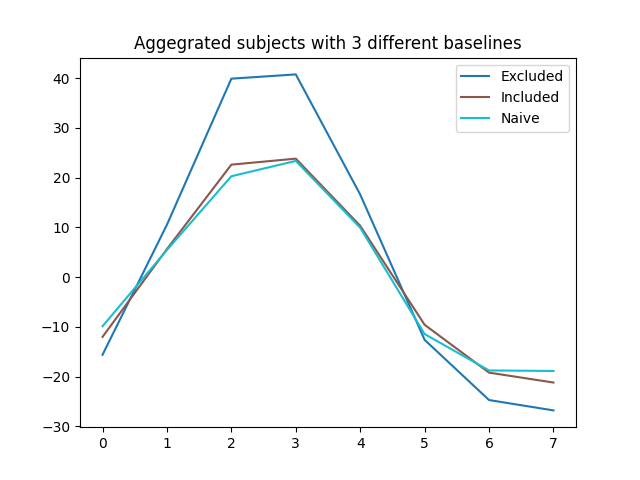 Aggegrated subjects with 3 different baselines
Excluded
Included
Naive
40
30
20
10
0
−10
−20
−30
0 1 2 3 4 5 6 7